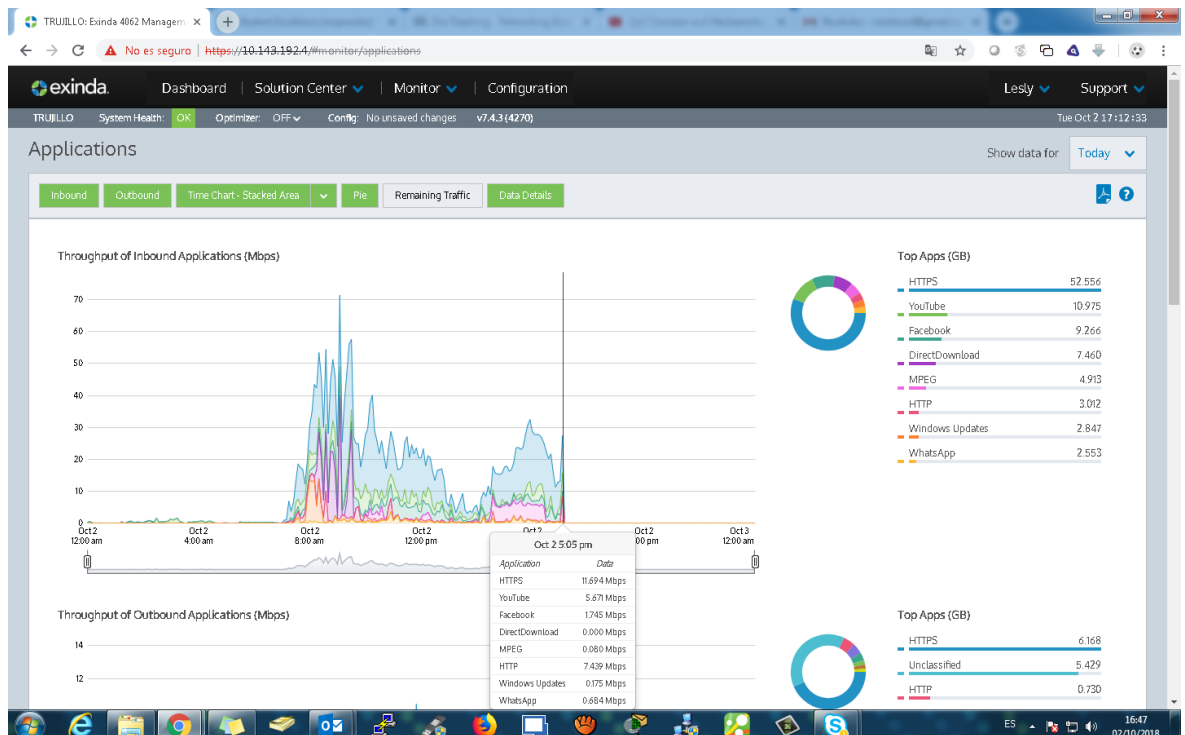 TRUJILLO: Exinda 4062 Managem
No es seguro | https://10.143.192.4/#monitor/applications
exinda. Dashboard | Solution Center | Monitor | Configuration Lesly Support
TRUJILLO System Health: OK Optimizer: OFF Config: No unsaved changes v7.4.3 (4270) Tue Oct 2 17:12:33
Applications Show data for Today
Inbound Outbound Time Chart - Stacked Area Pie Remaining Traffic Data Details
Throughput of Inbound Applications (Mbps)
70
60
50
40
30
20
10
0
Oct 2 Oct 2 Oct 2 Oct 2 Oct 2 Oct 2 Oct 3
12:00 am 4:00 am 8:00 am 12:00 pm 00 pm 12:00 am
Top Apps (GB)
HTTPS 52.556
YouTube 10.975
Facebook 9.266
DirectDownload 7.460
MPEG 4.913
HTTP 3.012
Windows Updates 2.847
WhatsApp 2.553
Oct 2 5:05 pm
Application Data
HTTPS 11.694 Mbps
YouTube 5.671 Mbps
Facebook 1.745 Mbps
DirectDownload 0.000 Mbps
MPEG 0.080 Mbps
HTTP 7.439 Mbps
Windows Updates 0.175 Mbps
WhatsApp 0.684 Mbps
Throughput of Outbound Applications (Mbps)
14
12
Top Apps (GB)
HTTPS 6.168
Unclassified 5.429
HTTP 0.730
ES 16:47
02/10/2018